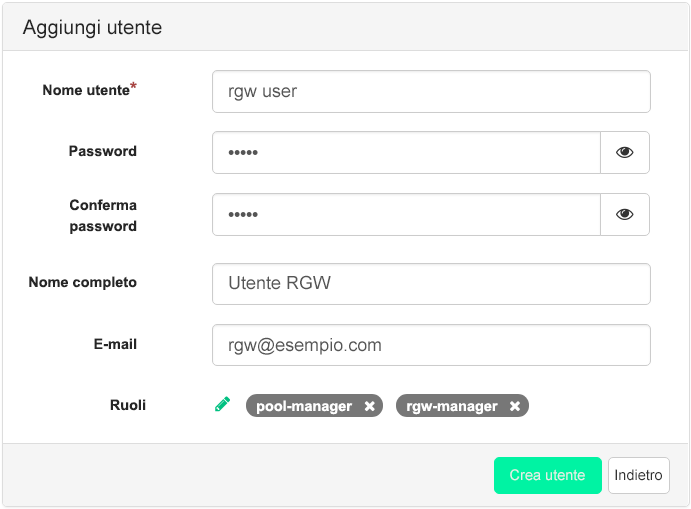 Aggiungi utente
Nome utente*
rgw user
Password
•••••
Conferma
password
•••••
Nome completo
Utente RGW
E-mail
rgw@esempio.com
Ruoli
pool-manager ✖ rgw-manager ✖
Crea utente
Indietro